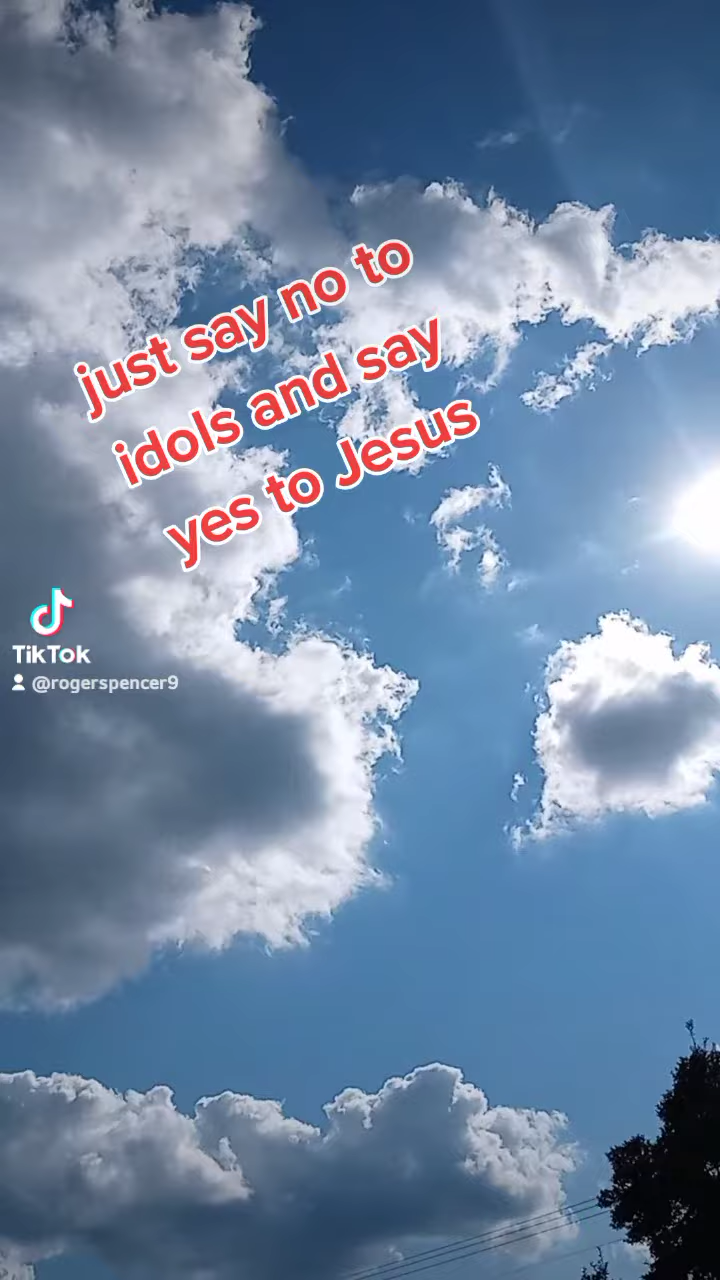 just say no to
idols and say
yes to Jesus
TikTok
@rogerspencer9